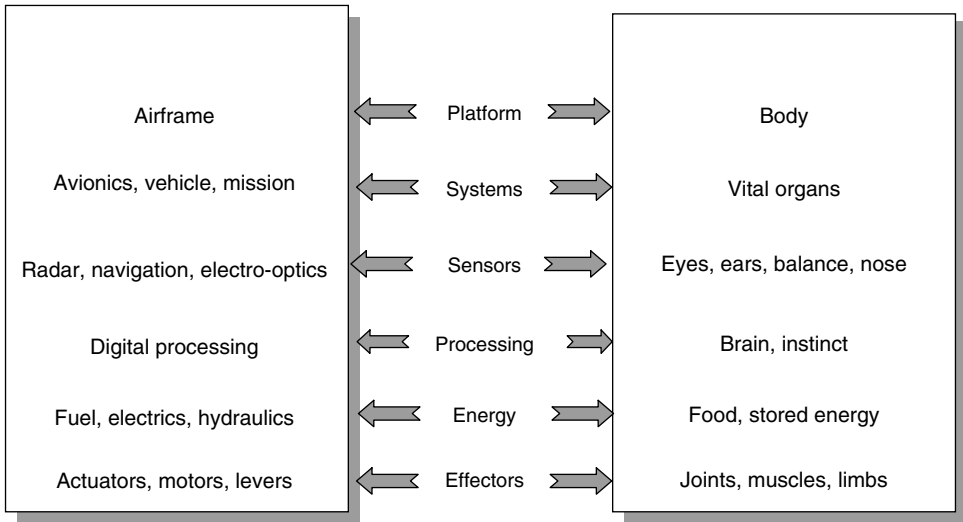 Airframe
Platform
Body
Avionics, vehicle, mission
Systems
Vital organs
Radar, navigation, electro-optics
Sensors
Eyes, ears, balance, nose
Digital processing
Processing
Brain, instinct
Fuel, electrics, hydraulics
Energy
Food, stored energy
Actuators, motors, levers
Effectors
Joints, muscles, limbs